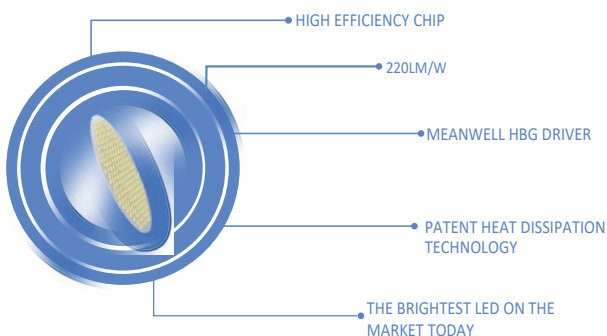 HIGH EFFICIENCY CHIP
220LM/W
MEANWELL HBG DRIVER
PATENT HEAT DISSIPATION
TECHNOLOGY
THE BRIGHTEST LED ON THE
MARKET TODAY